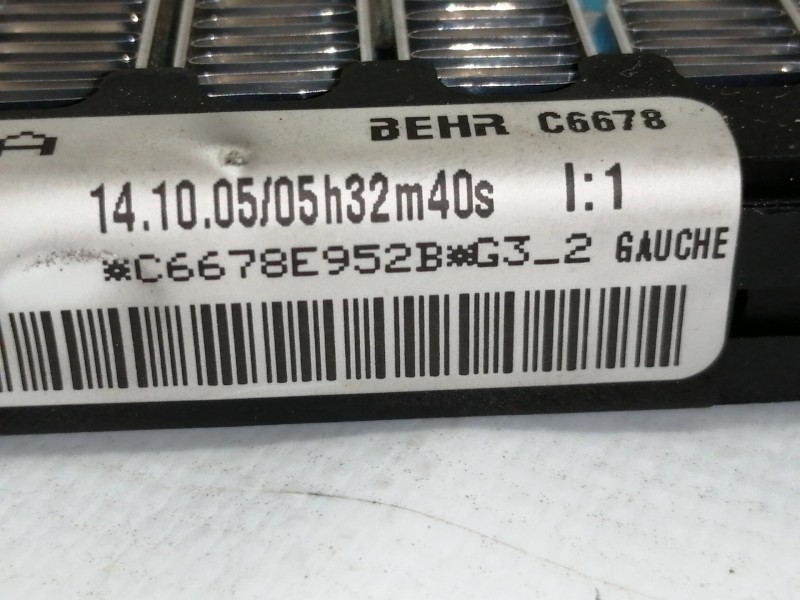 A BEHR C6678
14.10.05/05h32m40s I:1
*C6678E952B*G3_2 GAUCHE